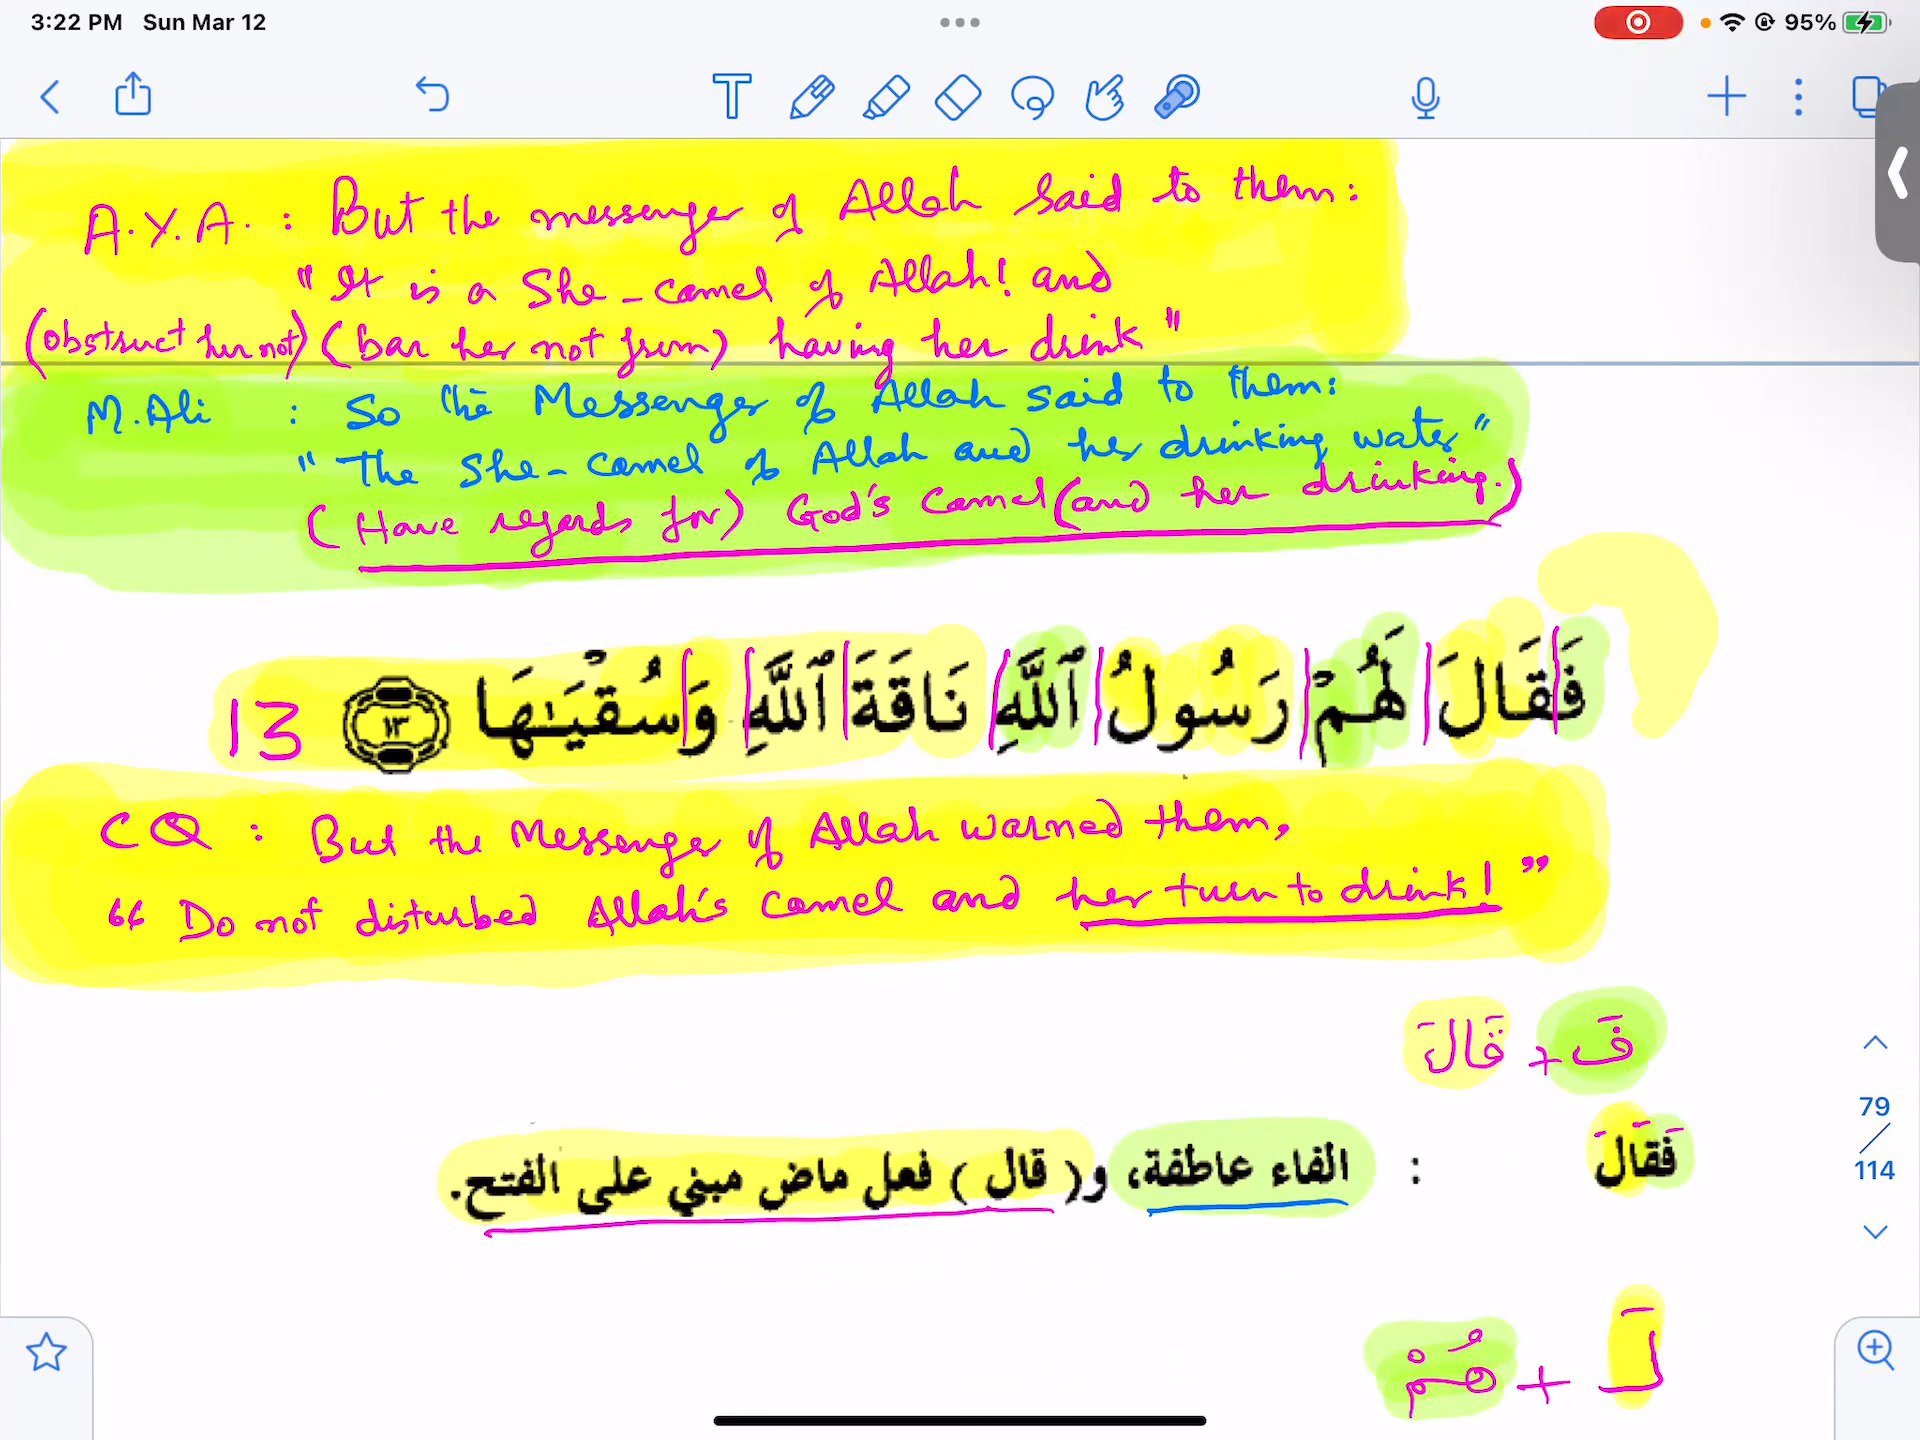 3:22 PM Sun Mar 12
95%
A.Y.A. : But the messenger of Allah said to them:
" It is a She-camel of Allah! and
(obstruct her not) (bar her not from) having her drink"
M. Ali : So the Messenger of Allah said to them:
" The She-camel of Allah and her drinking water"
( Have regards for) God's camel (and her drinking.)
فَقَالَ لَهُمْ رَسُولُ ٱللَّهِ نَاقَةَ ٱللَّهِ وَسُقْيَـٰهَا ١٣ 13
CQ : But the Messenger of Allah warned them,
“ Do not disturbed Allah's camel and her turn to drink! ”
فَ + قَالَ
فَقَالَ : الفاء عاطفة، و( قال ) فعل ماض مبني على الفتح.
لَـ + هُمْ
79
114